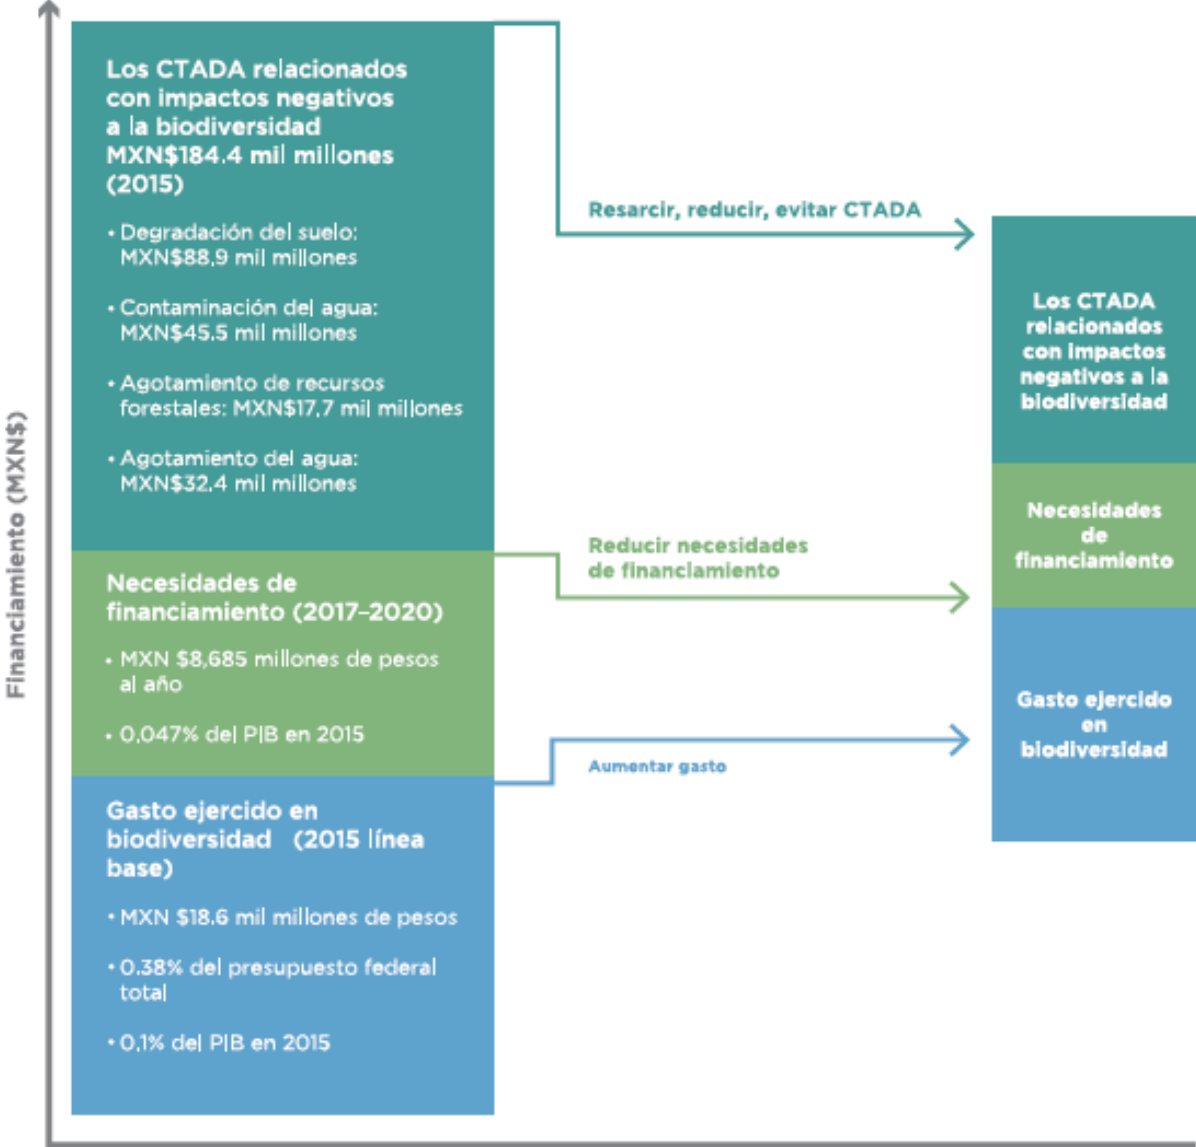 Financiamiento (MXN$)
Los CTADA relacionados
con impactos negativos
a la biodiversidad
MXN$184.4 mil millones
(2015)
• Degradación del suelo:
MXN$88,9 mil millones
• Contaminación del agua:
MXN$45.5 mil millones
• Agotamiento de recursos
forestales: MXN$17,7 mil millones
• Agotamiento del agua:
MXN$32.4 mil millones
Necesidades de
financiamiento (2017–2020)
• MXN $8,685 millones de pesos
al año
• 0,047% del PIB en 2015
Gasto ejercido en
biodiversidad (2015 línea
base)
• MXN $18.6 mil millones de pesos
• 0.38% del presupuesto federal
total
• 0,1% del PIB en 2015
Resarcir, reducir, evitar CTADA
Reducir necesidades
de financiamiento
Aumentar gasto
Los CTADA
relacionados
con impactos
negativos a la
biodiversidad
Necesidades
de
financiamiento
Gasto ejercido
en
biodiversidad